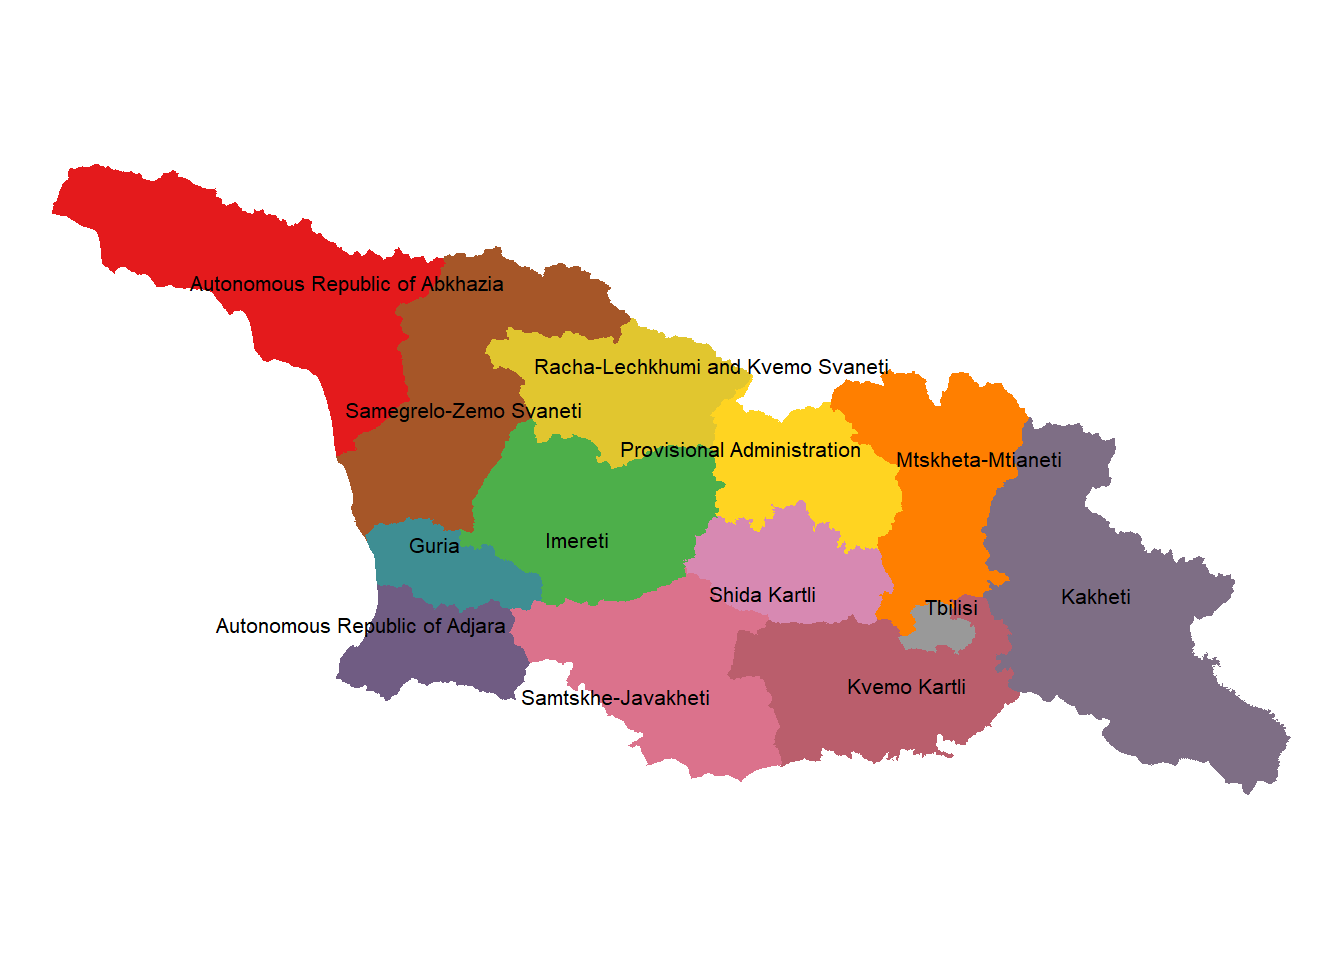 Autonomous Republic of Abkhazia
Racha-Lechkhumi and Kvemo Svaneti
Samegrelo-Zemo Svaneti
Provisional Administration
Mtskheta-Mtianeti
Imereti
Guria
Shida Kartli
Kakheti
Tbilisi
Autonomous Republic of Adjara
Kvemo Kartli
Samtskhe-Javakheti